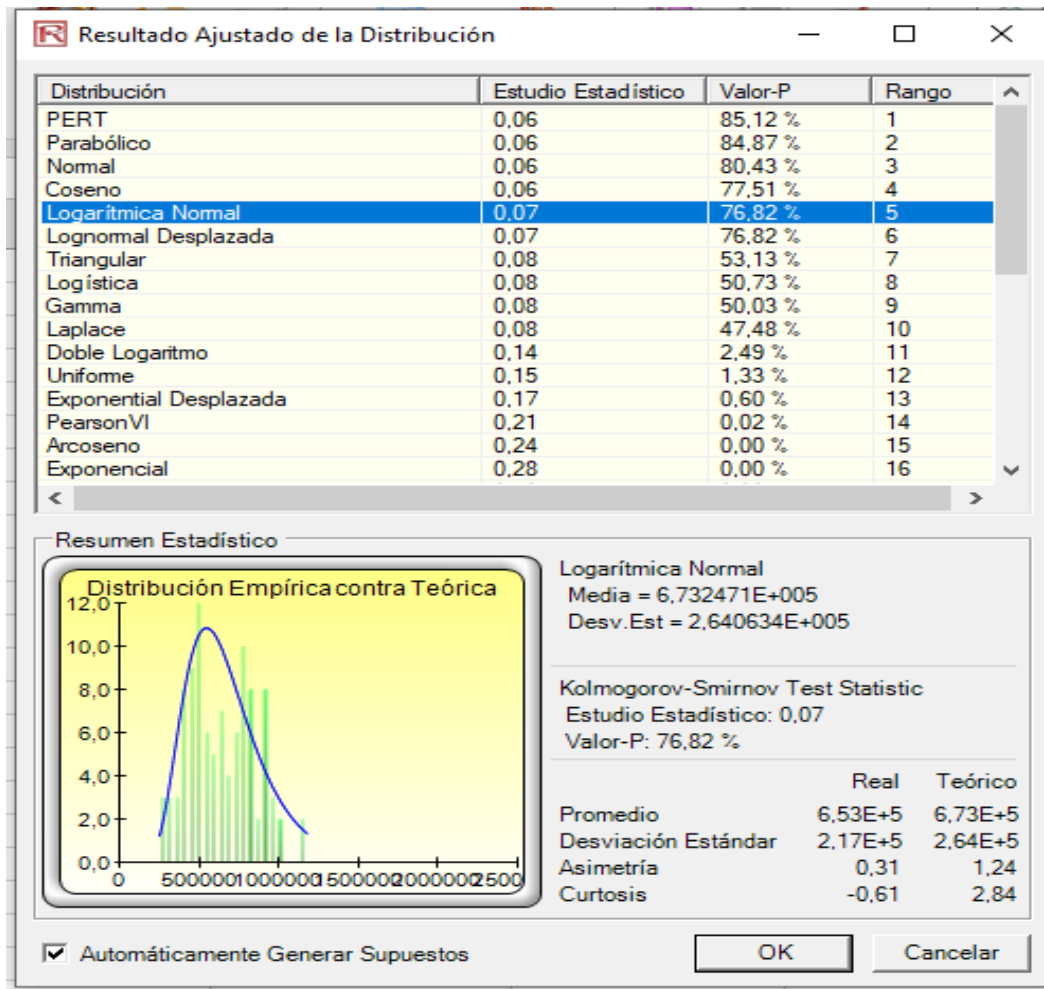 Resultado Ajustado de la Distribución
Distribución Estudio Estadístico Valor-P Rango
PERT 0,06 85,12 % 1
Parabólico 0,06 84,87 % 2
Normal 0,06 80,43 % 3
Coseno 0,06 77,51 % 4
Logarítmica Normal 0,07 76,82 % 5
Lognormal Desplazada 0,07 76,82 % 6
Triangular 0,08 53,13 % 7
Logística 0,08 50,73 % 8
Gamma 0,08 50,03 % 9
Laplace 0,08 47,48 % 10
Doble Logaritmo 0,14 2,49 % 11
Uniforme 0,15 1,33 % 12
Exponential Desplazada 0,17 0,60 % 13
PearsonVI 0,21 0,02 % 14
Arcoseno 0,24 0,00 % 15
Exponencial 0,28 0,00 % 16
Resumen Estadístico
Distribución Empírica contra Teórica
12,0
10,0
8,0
6,0
4,0
2,0
0,0
0 500000 1000000 1500000 2000000 2500
Logarítmica Normal
Media = 6,732471E+005
Desv.Est = 2,640634E+005
Kolmogorov-Smirnov Test Statistic
Estudio Estadístico: 0,07
Valor-P: 76,82 %
Real Teórico
Promedio 6,53E+5 6,73E+5
Desviación Estándar 2,17E+5 2,64E+5
Asimetría 0,31 1,24
Curtosis -0,61 2,84
Automáticamente Generar Supuestos
OK
Cancelar